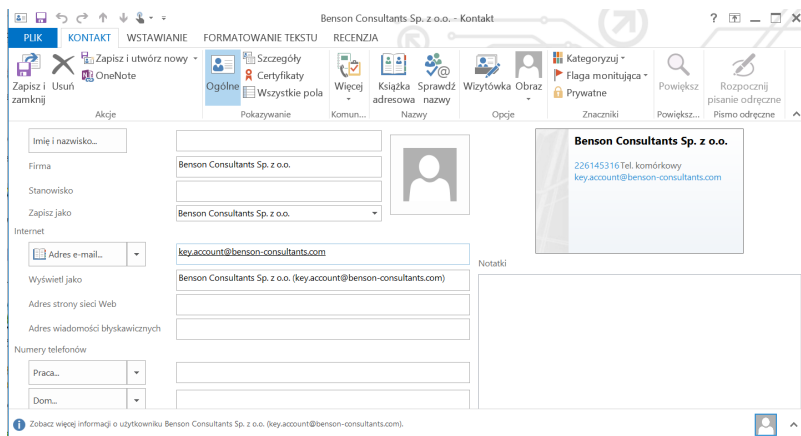 Benson Consultants Sp. z o.o. - Kontakt
PLIK KONTAKT WSTAWIANIE FORMATOWANIE TEKSTU RECENZJA
Zapisz i zamknij
Usuń
Zapisz i utwórz nowy
OneNote
Akcje
Ogólne
Szczegóły
Certyfikaty
Wszystkie pola
Pokazywanie
Więcej
Komun...
Książka adresowa
Sprawdź nazwy
Nazwy
Wizytówka
Obraz
Opcje
Kategoryzuj
Flaga monitująca
Prywatne
Znaczniki
Powiększ
Powiększ...
Rozpocznij pisanie odręczne
Pismo odręczne
Imię i nazwisko...
Firma Benson Consultants Sp. z o.o.
Stanowisko
Zapisz jako Benson Consultants Sp. z o.o.
Internet
Adres e-mail... key.account@benson-consultants.com
Wyświetl jako Benson Consultants Sp. z o.o. (key.account@benson-consultants.com)
Adres strony sieci Web
Adres wiadomości błyskawicznych
Numery telefonów
Praca...
Dom...
Benson Consultants Sp. z o.o.
226145316 Tel. komórkowy
key.account@benson-consultants.com
Notatki
Zobacz więcej informacji o użytkowniku Benson Consultants Sp. z o.o. (key.account@benson-consultants.com).